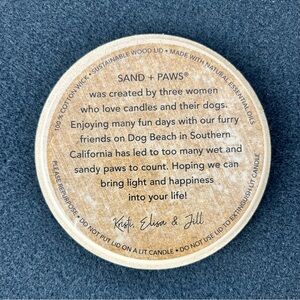 100% COTTON WICK • SUSTAINABLE WOOD LID • MADE WITH NATURAL ESSENTIAL OILS
SAND + PAWS®
was created by three women
who love candles and their dogs.
Enjoying many fun days with our furry
friends on Dog Beach in Southern
California has led to too many wet and
sandy paws to count. Hoping we can
bring light and happiness
into your life!
Kristi, Elisa & Jill
PLEASE REPURPOSE • DO NOT PUT LID ON A LIT CANDLE • DO NOT USE LID TO EXTINGUISH LIT CANDLE